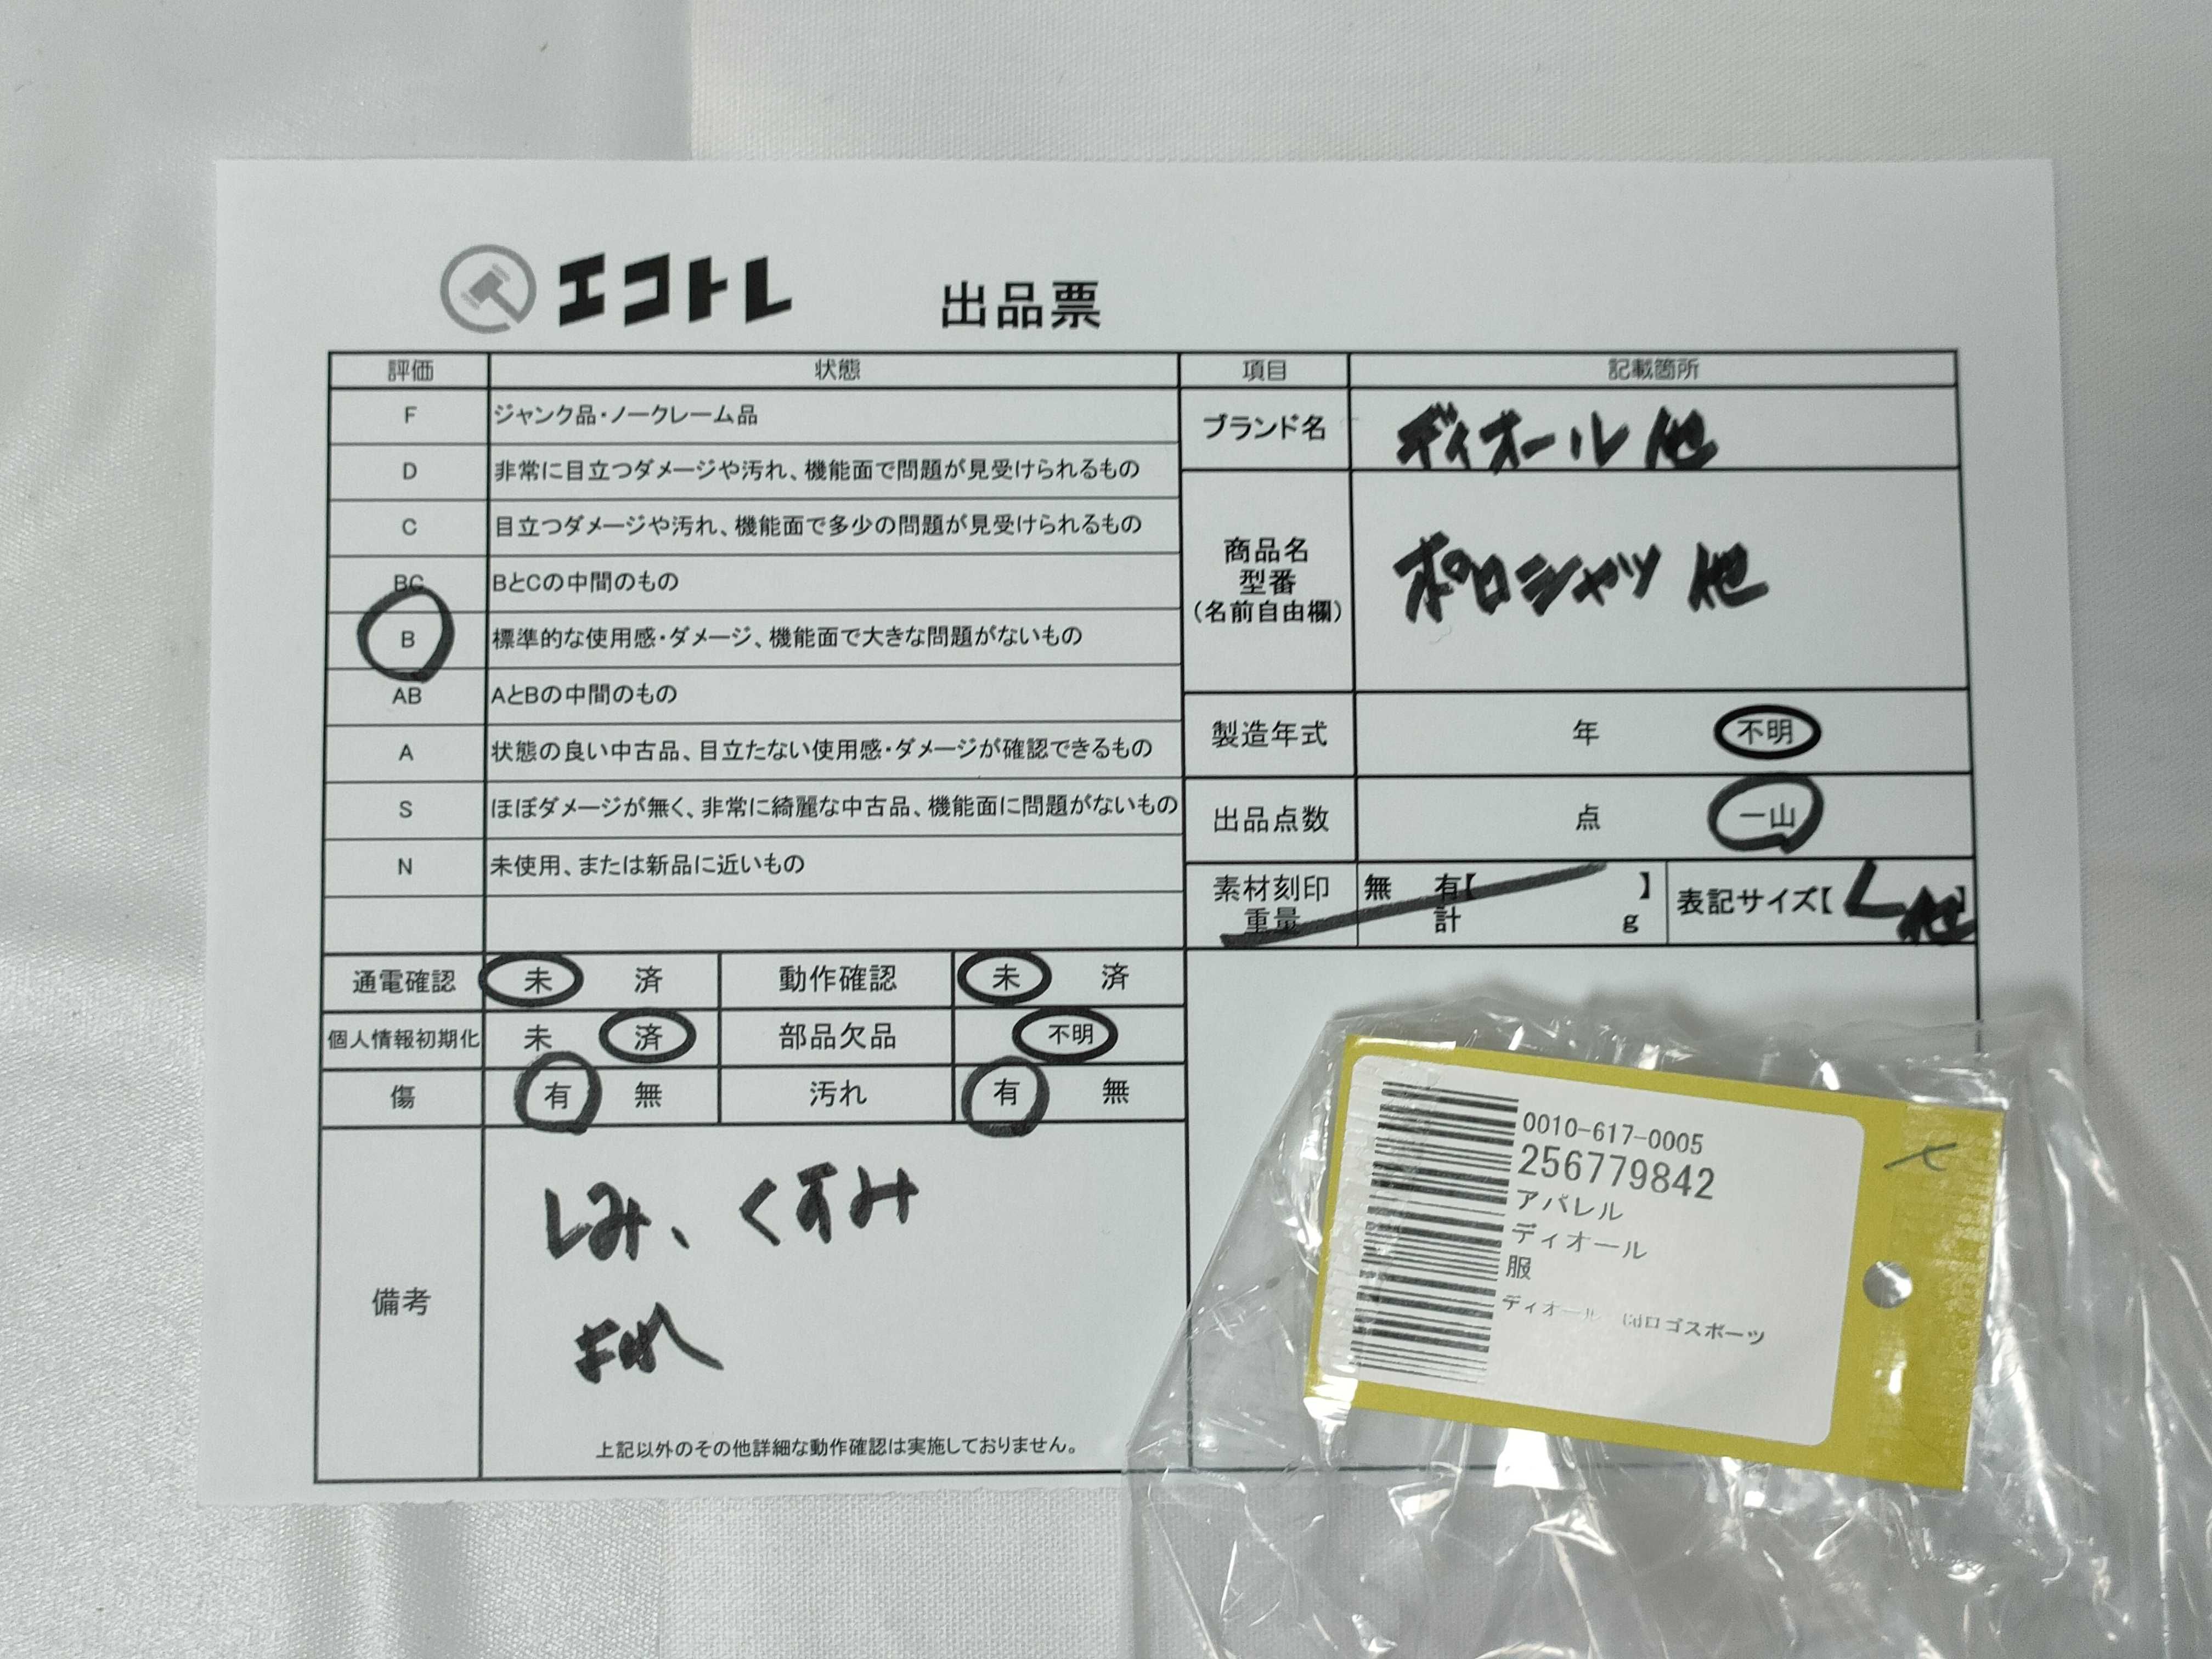 エコトレ 出品票
評価 状態 項目 記載箇所
F ジャンク品・ノークレーム品
D 非常に目立つダメージや汚れ、機能面で問題が見受けられるもの
C 目立つダメージや汚れ、機能面で多少の問題が見受けられるもの
BC BとCの中間のもの
B 標準的な使用感・ダメージ、機能面で大きな問題がないもの
AB AとBの中間のもの
A 状態の良い中古品、目立たない使用感・ダメージが確認できるもの
S ほぼダメージが無く、非常に綺麗な中古品、機能面に問題がないもの
N 未使用、または新品に近いもの
ブランド名 ディオール 他
商品名
型番
(名前自由欄)
ポロシャツ 他
製造年式 年 不明
出品点数 点 一山
素材刻印 無 有【 】
重量 計 g
表記サイズ【L 他】
通電確認 未 済 動作確認 未 済
個人情報初期化 未 済 部品欠品 不明
傷 有 無 汚れ 有 無
備考
しみ、くすみ
上記以外のその他詳細な動作確認は実施しておりません。
0010-617-0005
256779842
アパレル
ディオール
服
ディオール cdロゴスポーツ